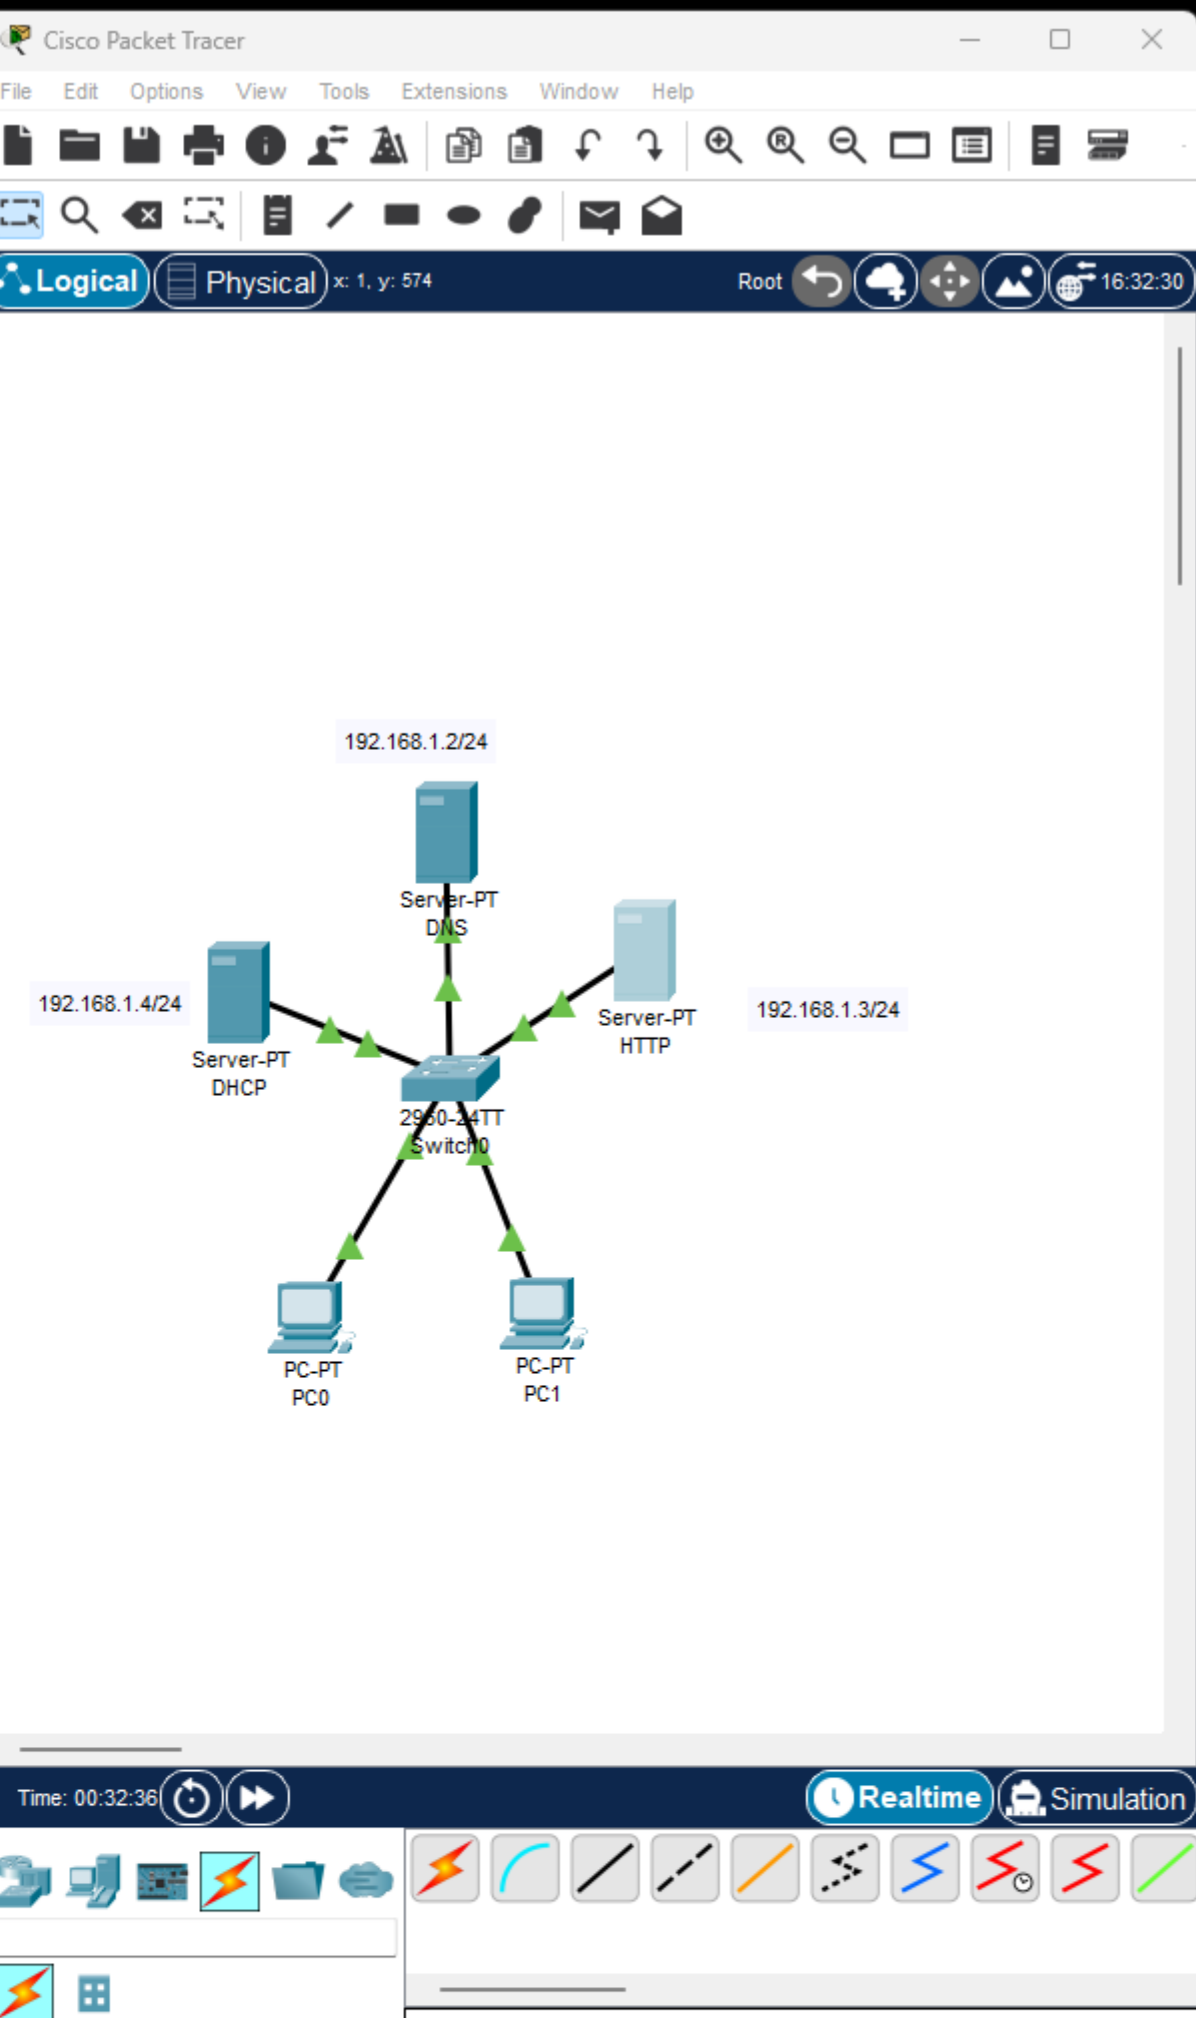 Cisco Packet Tracer
File Edit Options View Tools Extensions Window Help
Logical Physical x: 1, y: 574 Root 16:32:30
192.168.1.2/24
Server-PT
DNS
192.168.1.4/24
Server-PT
DHCP
Server-PT
HTTP
192.168.1.3/24
2960-24TT
Switch0
PC-PT
PC0
PC-PT
PC1
Time: 00:32:36 Realtime Simulation